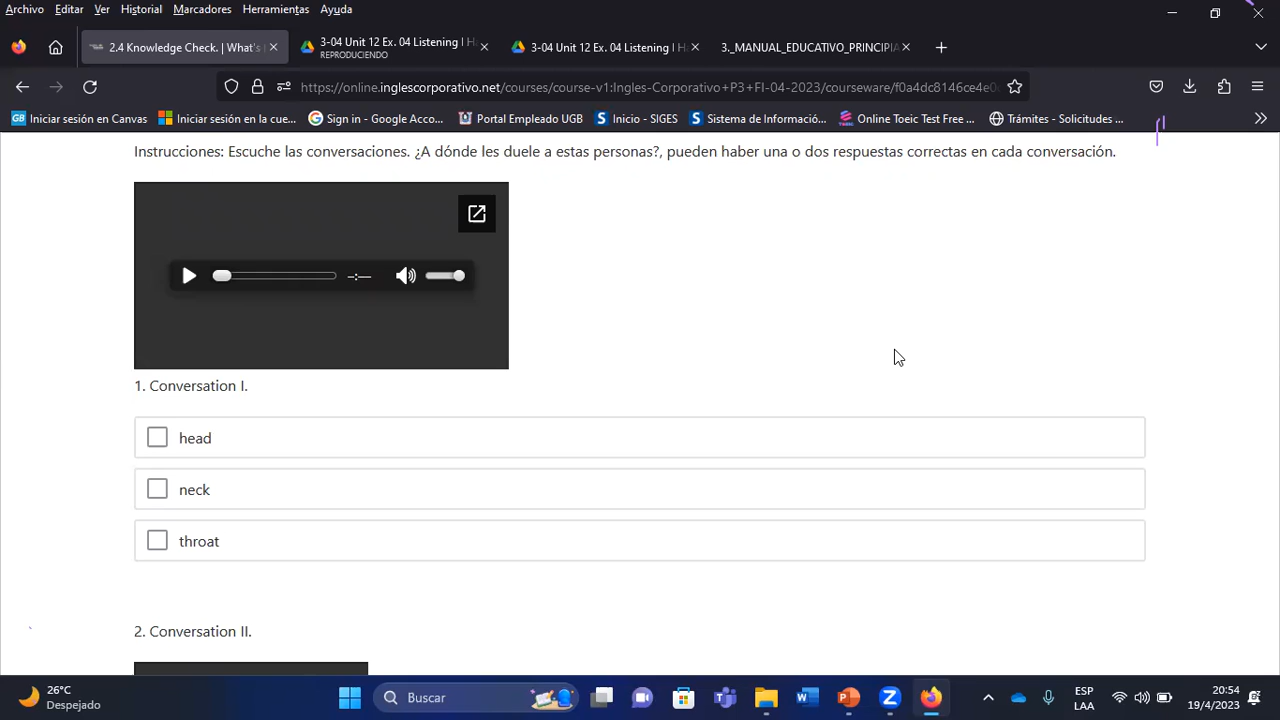 Archivo Editar Ver Historial Marcadores Herramientas Ayuda
2.4 Knowledge Check. | What's
3-04 Unit 12 Ex. 04 Listening I H
REPRODUCIENDO
3-04 Unit 12 Ex. 04 Listening I H
3._MANUAL_EDUCATIVO_PRINCIPIA
https://online.inglescorporativo.net/courses/course-v1:Ingles-Corporativo+P3+FI-04-2023/courseware/f0a4dc8146ce4e0
Iniciar sesión en Canvas
Iniciar sesión en la cue...
Sign in - Google Acco...
Portal Empleado UGB
Inicio - SIGES
Sistema de Informació...
Online Toeic Test Free ...
Trámites - Solicitudes ...
Instrucciones: Escuche las conversaciones. ¿A dónde les duele a estas personas?, pueden haber una o dos respuestas correctas en cada conversación.
--:--
1. Conversation I.
head
neck
throat
2. Conversation II.
26°C
Despejado
Buscar
ESP
LAA
20:54
19/4/2023